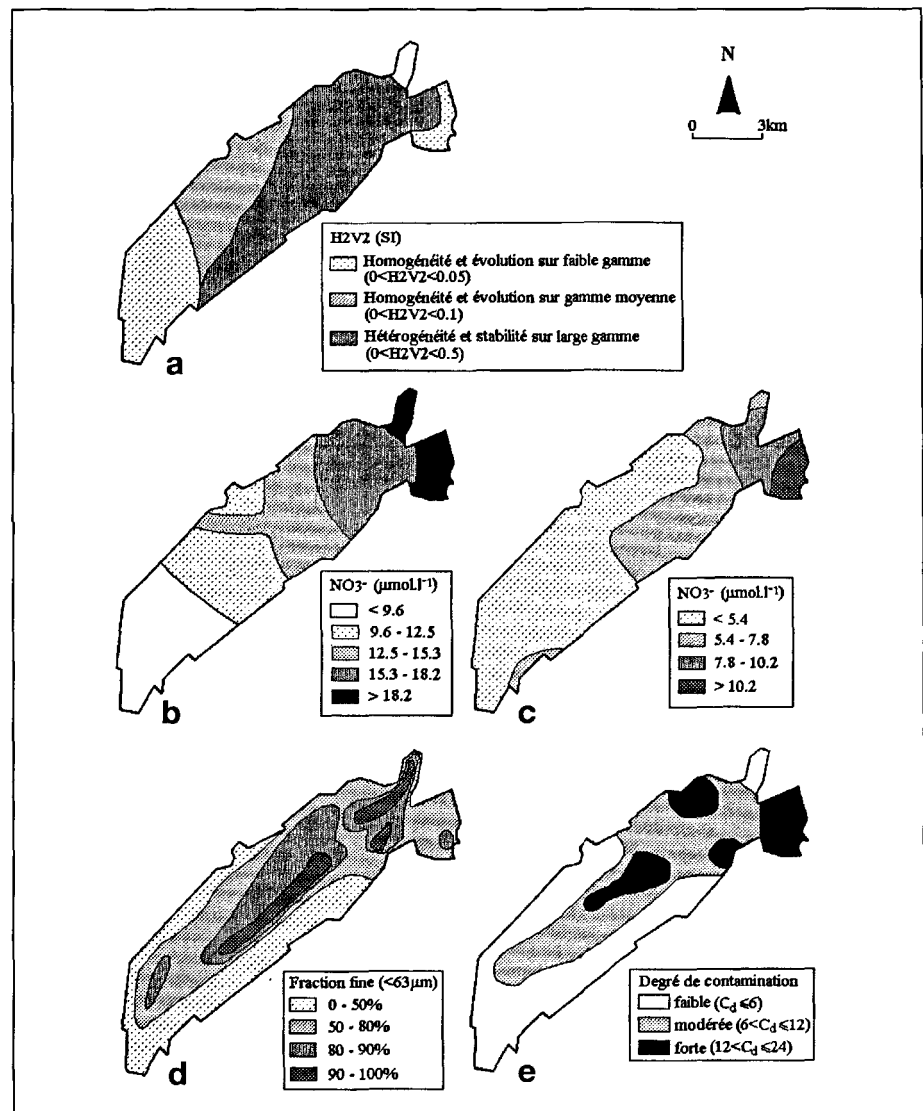 N
0 3km
H2V2 (SI)
Homogénéité et évolution sur faible gamme
(0<H2V2<0.05)
Homogénéité et évolution sur gamme moyenne
(0<H2V2<0.1)
Hétérogénéité et stabilité sur large gamme
(0<H2V2<0.5)
a
NO3- (µmol.l⁻¹)
< 9.6
9.6 - 12.5
12.5 - 15.3
15.3 - 18.2
> 18.2
b
NO3- (µmol.l⁻¹)
< 5.4
5.4 - 7.8
7.8 - 10.2
> 10.2
c
Fraction fine (<63µm)
0 - 50%
50 - 80%
80 - 90%
90 - 100%
d
Degré de contamination
faible (Cd ⩽6)
modérée (6<Cd ⩽12)
forte (12<Cd ⩽24)
e